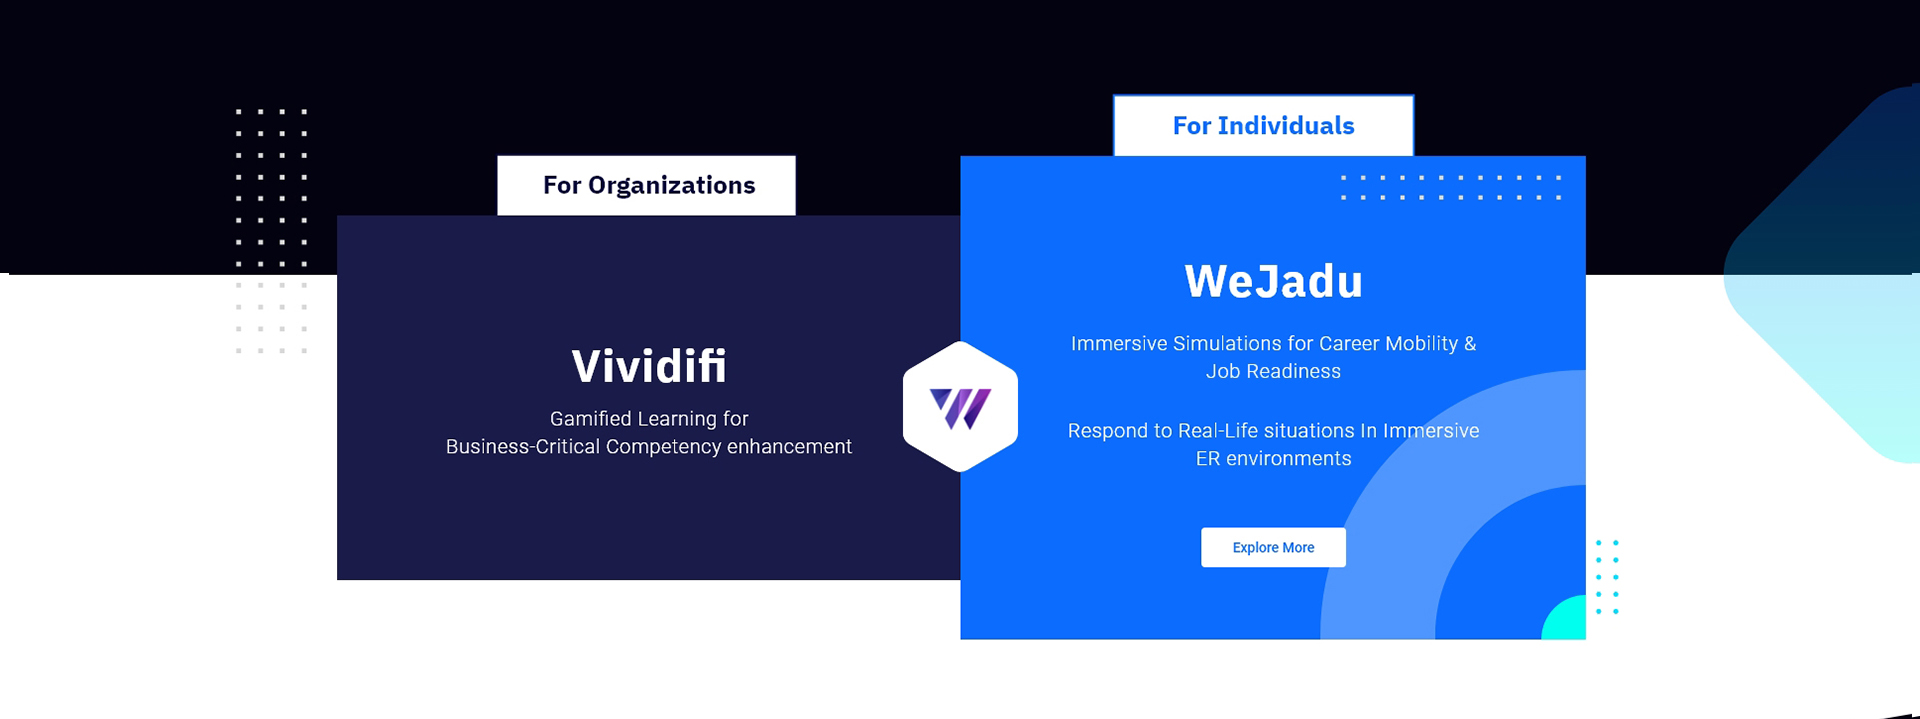 For Organizations
Vividifi
Gamified Learning for
Business-Critical Competency enhancement
For Individuals
WeJadu
Immersive Simulations for Career Mobility &
Job Readiness
Respond to Real-Life situations In Immersive
ER environments
Explore More